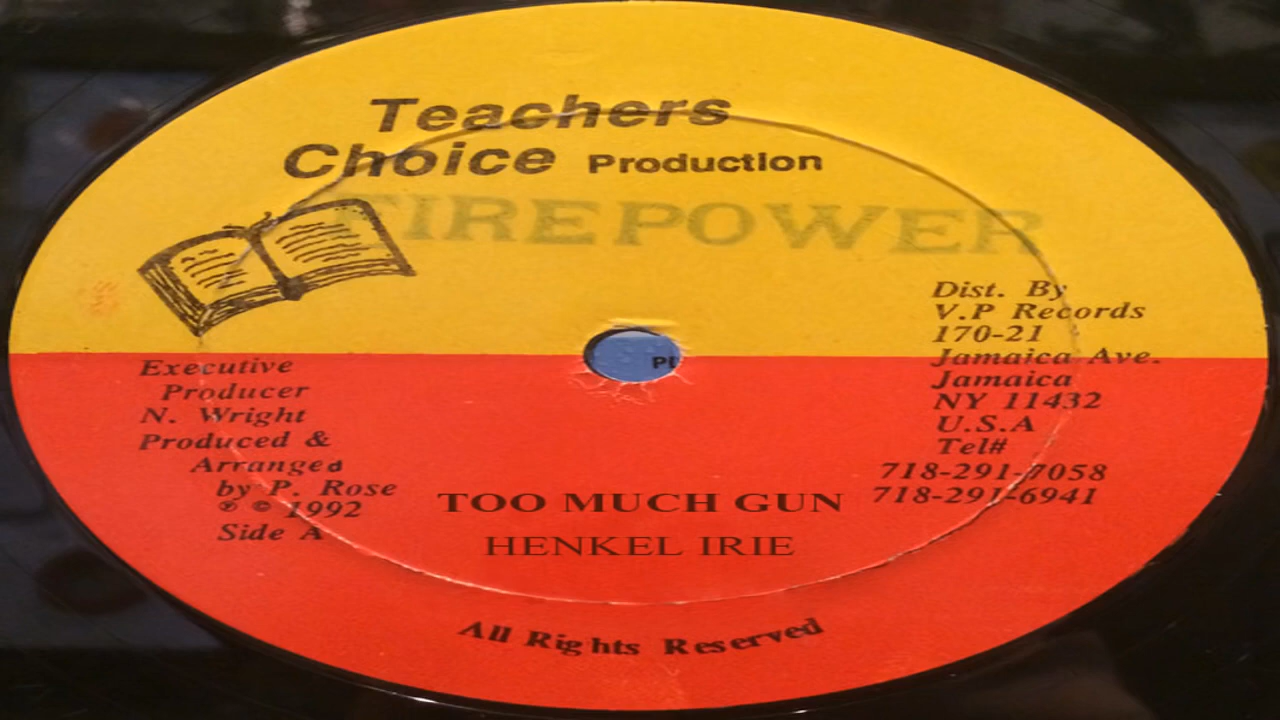 Teachers
Choice Production
FIREPOWER
Dist. By
V.P Records
170-21
Jamaica Ave.
Jamaica
NY 11432
U.S.A
Tel#
718-291-7058
718-291-6941
Executive
Producer
N. Wright
Produced &
Arranged
by P. Rose
℗ © 1992
Side A
TOO MUCH GUN
HENKEL IRIE
All Rights Reserved